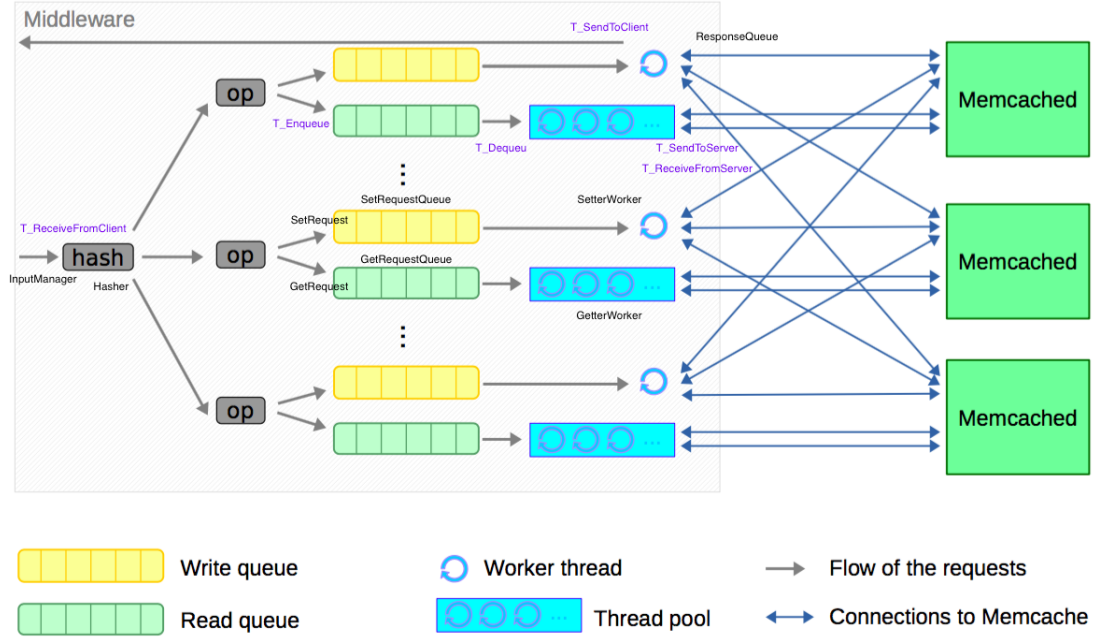 Middleware
T_SendToClient
ResponseQueue
op
Memcached
T_Enqueue
...
T_Dequeu
T_SendToServer
T_ReceiveFromServer
...
SetRequestQueue
SetterWorker
T_ReceiveFromClient
SetRequest
hash
op
Memcached
GetRequestQueue
InputManager
Hasher
GetRequest
...
GetterWorker
...
op
Memcached
...
Write queue
Worker thread
Flow of the requests
Read queue
...
Thread pool
Connections to Memcache